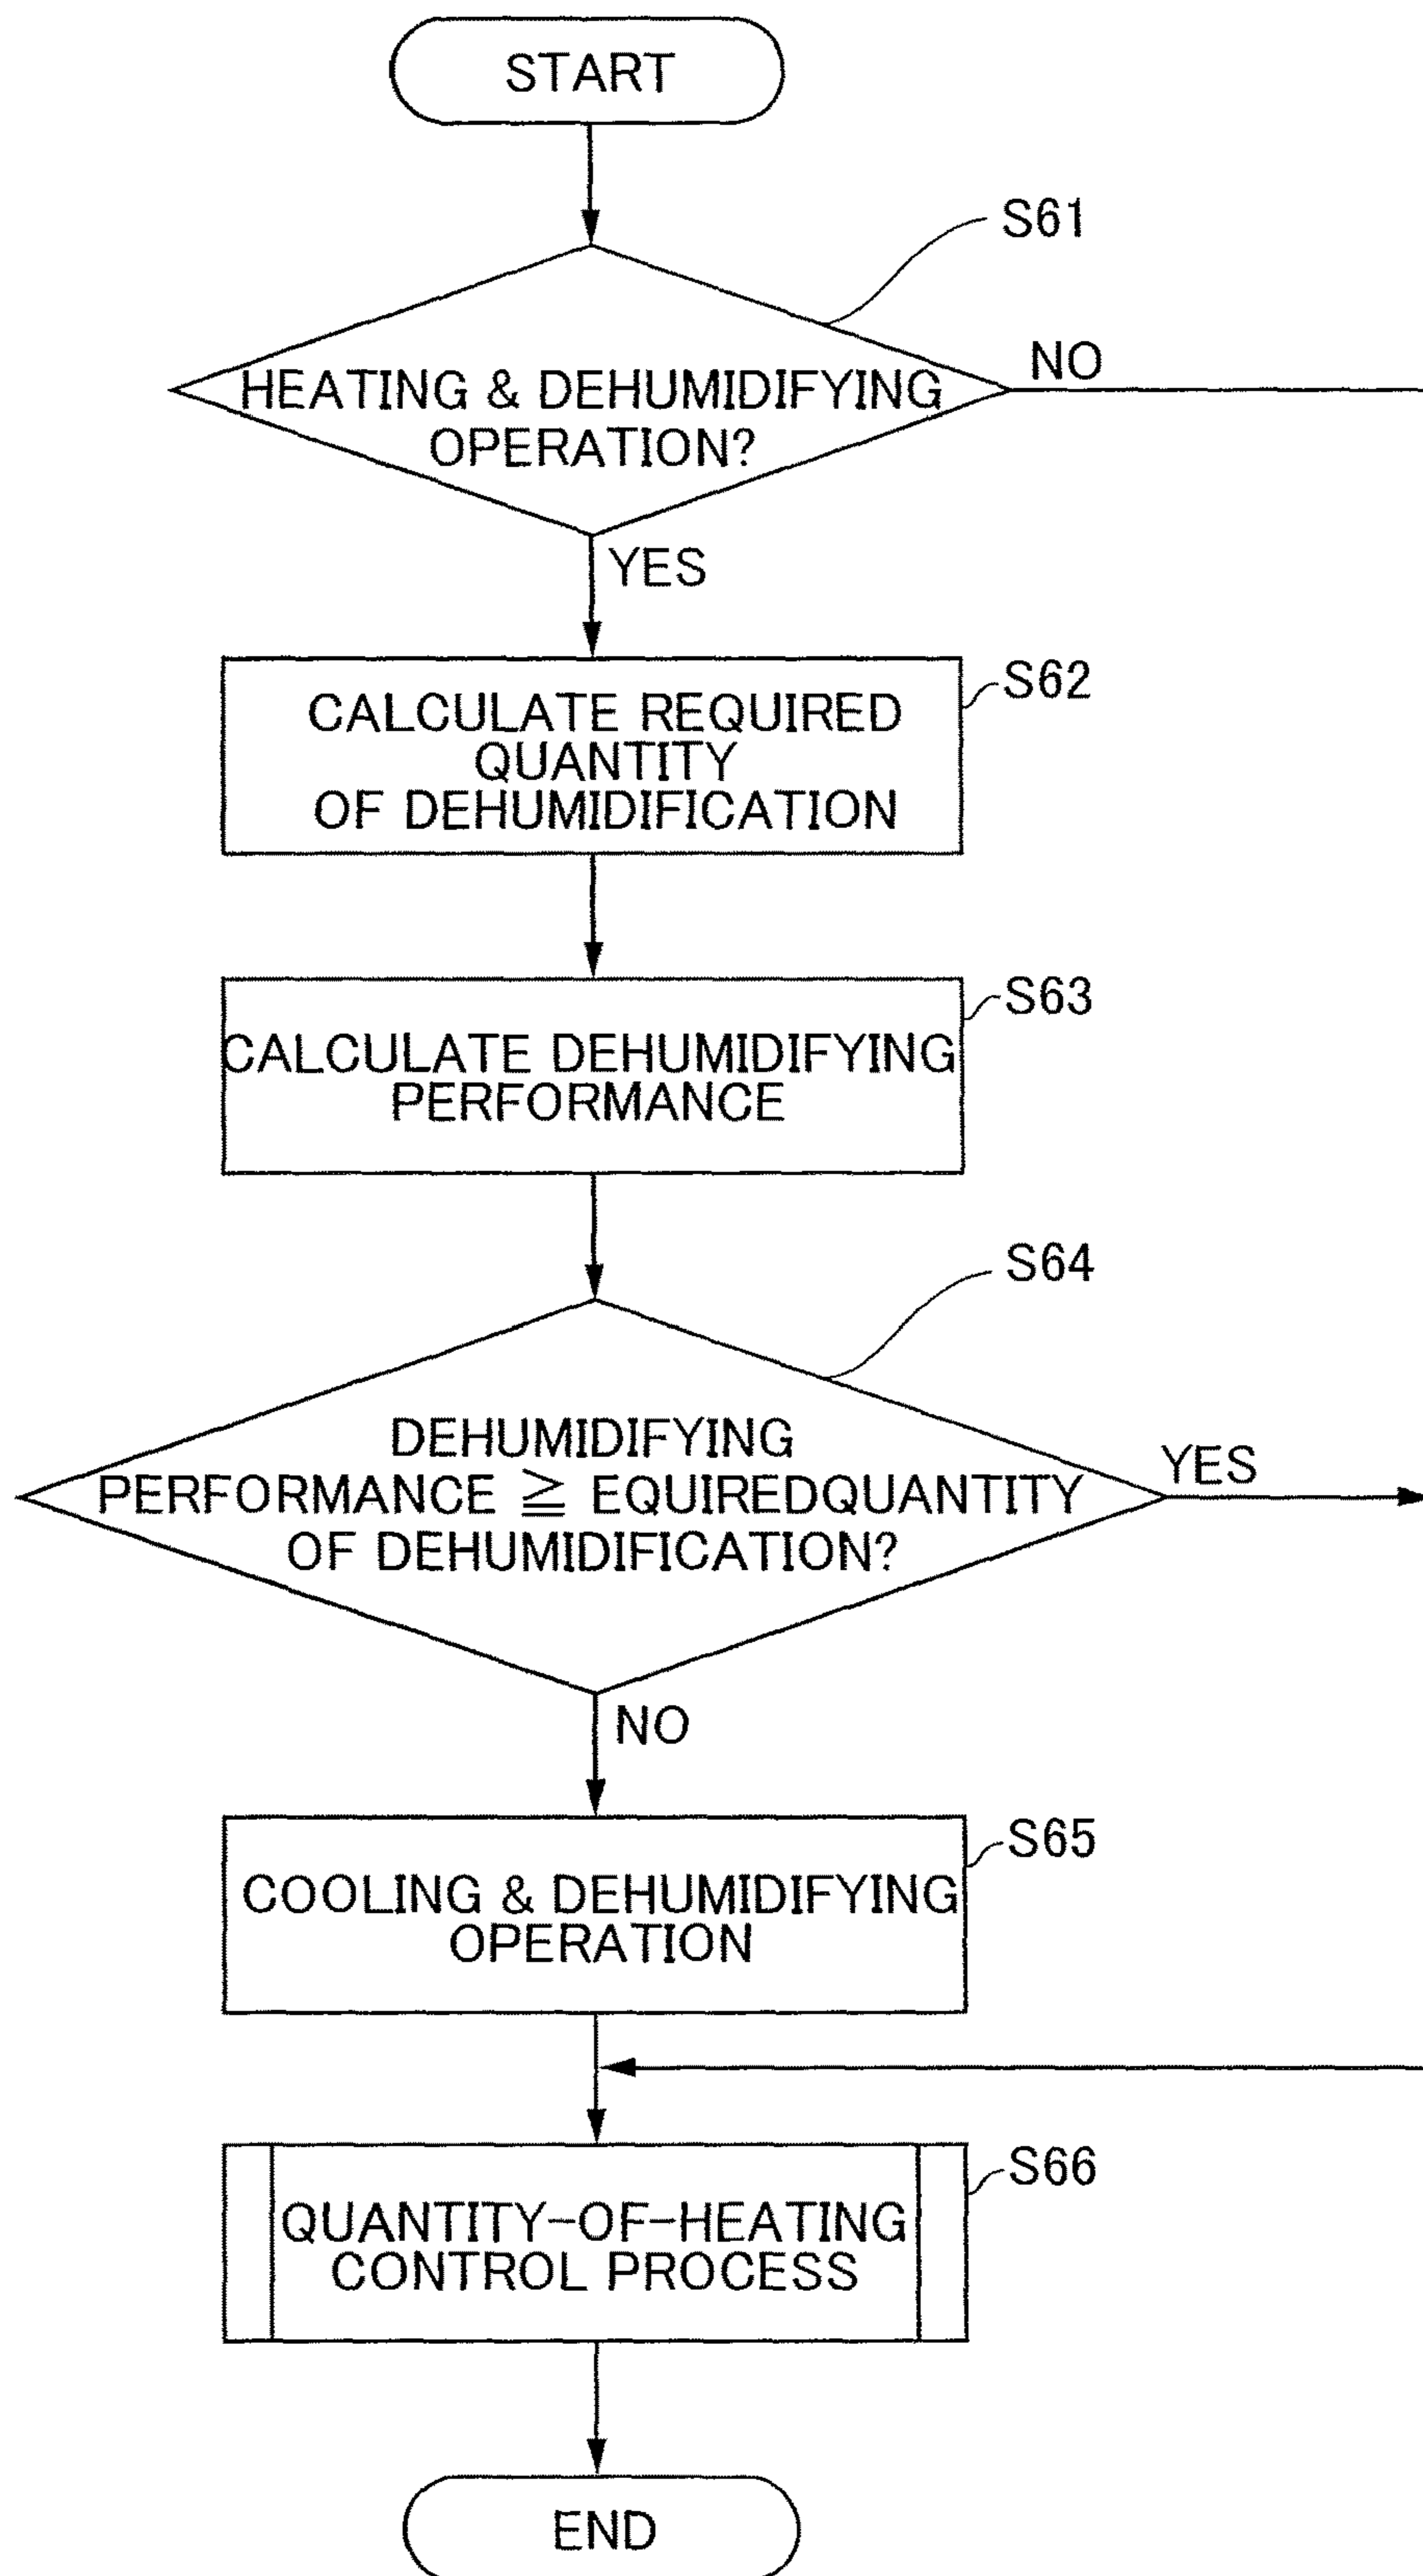 START
S61
HEATING & DEHUMIDIFYING
OPERATION?
NO
YES
S62
CALCULATE REQUIRED
QUANTITY
OF DEHUMIDIFICATION
S63
CALCULATE DEHUMIDIFYING
PERFORMANCE
S64
DEHUMIDIFYING
PERFORMANCE ≧ EQUIREDQUANTITY
OF DEHUMIDIFICATION?
YES
NO
S65
COOLING & DEHUMIDIFYING
OPERATION
S66
QUANTITY-OF-HEATING
CONTROL PROCESS
END